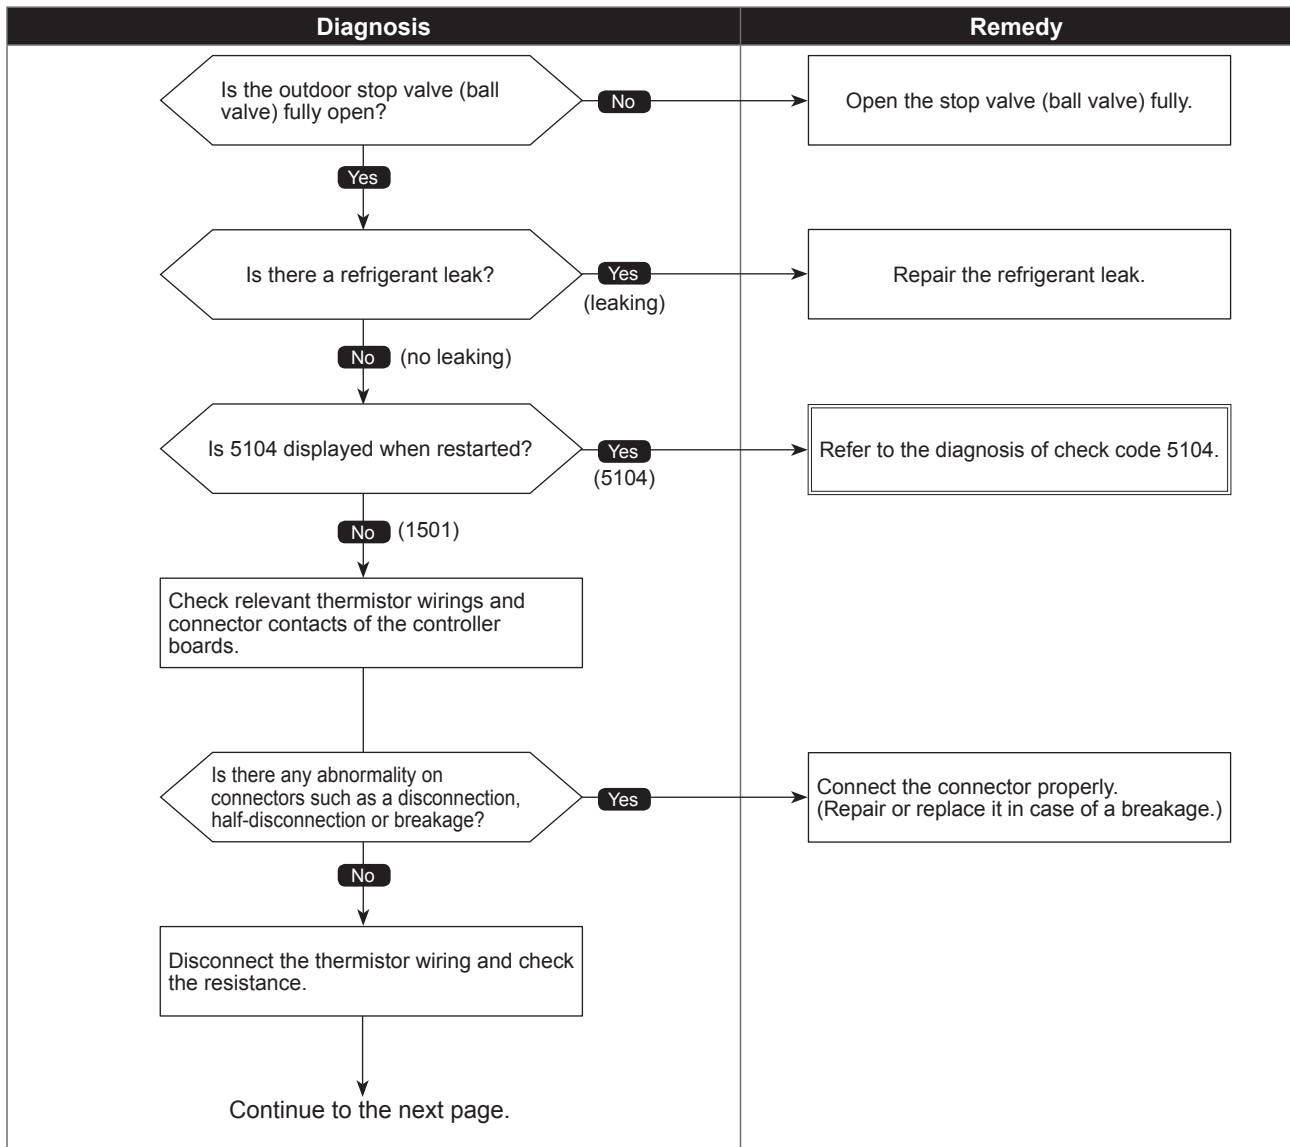 Diagnosis
Remedy
Is the outdoor stop valve (ball
valve) fully open?
No
Open the stop valve (ball valve) fully.
Yes
Is there a refrigerant leak?
Yes
(leaking)
Repair the refrigerant leak.
No (no leaking)
Is 5104 displayed when restarted?
Yes
(5104)
Refer to the diagnosis of check code 5104.
No (1501)
Check relevant thermistor wirings and
connector contacts of the controller
boards.
Is there any abnormality on
connectors such as a disconnection,
half-disconnection or breakage?
Yes
Connect the connector properly.
(Repair or replace it in case of a breakage.)
No
Disconnect the thermistor wiring and check
the resistance.
Continue to the next page.